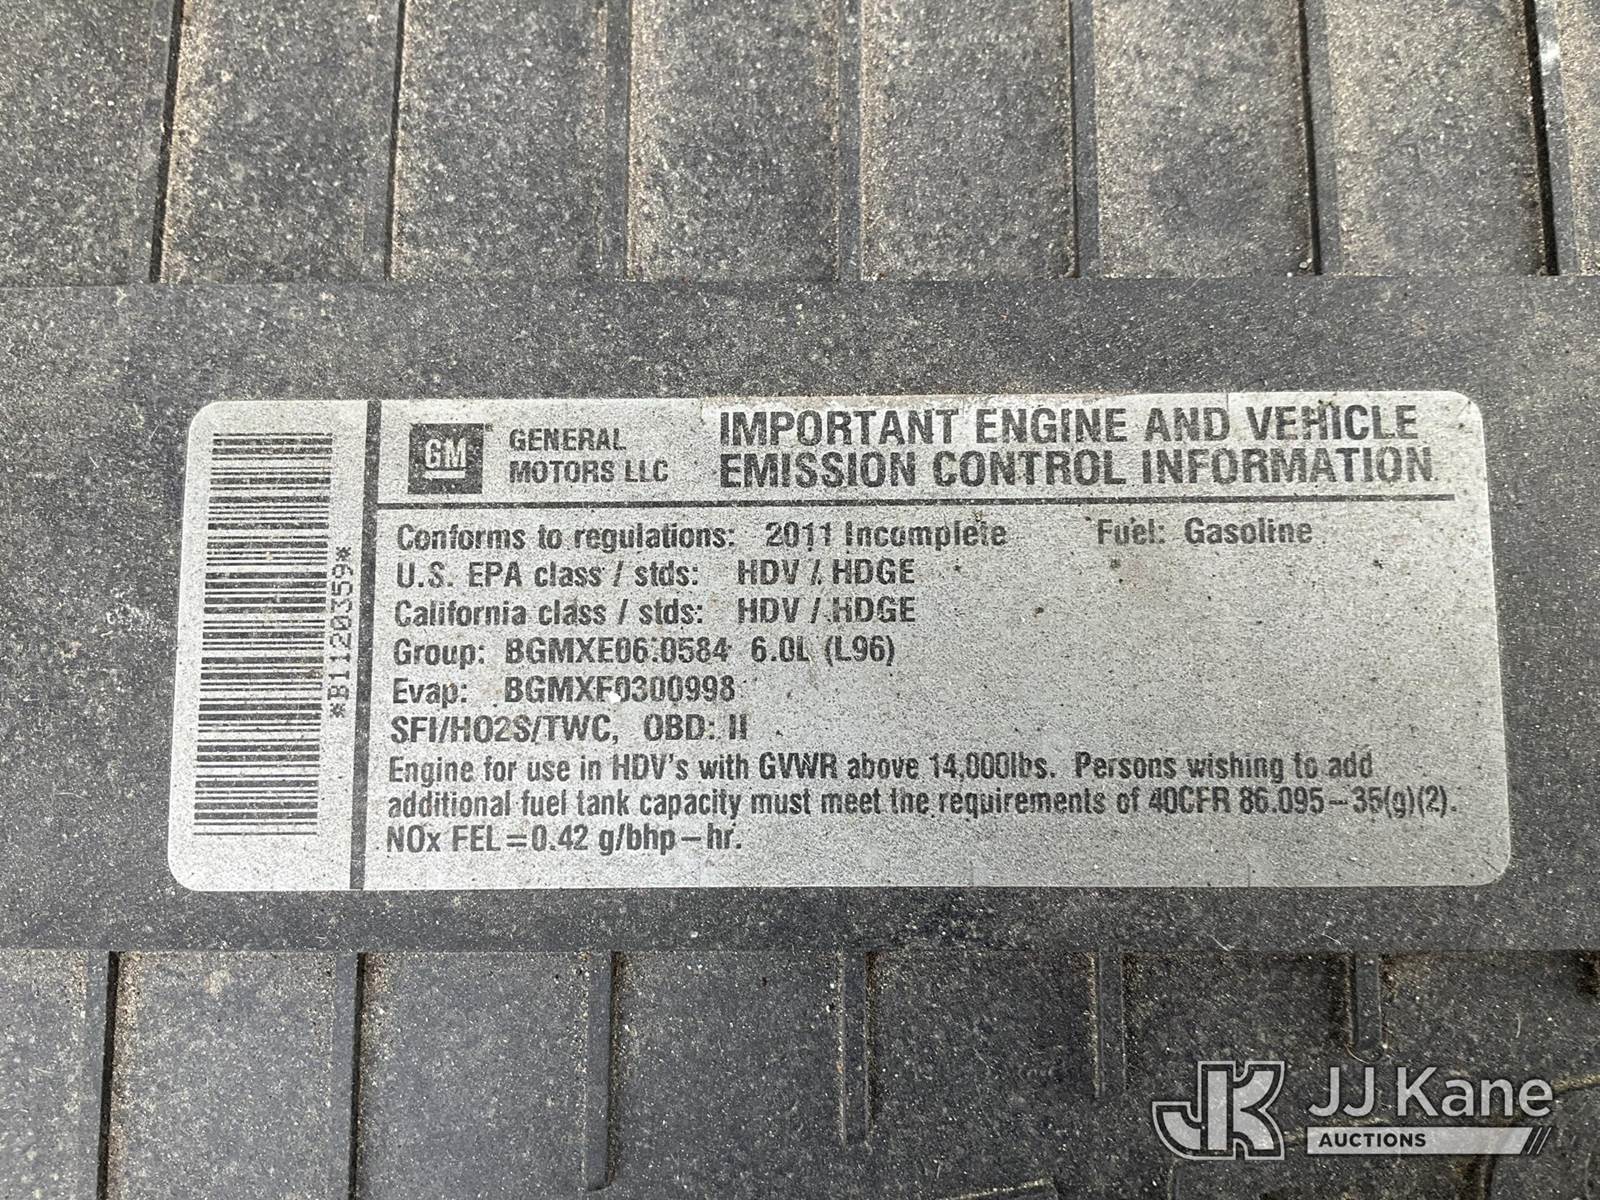 GM
GENERAL
MOTORS LLC
IMPORTANT ENGINE AND VEHICLE
EMISSION CONTROL INFORMATION
*B11203359*
Conforms to regulations: 2011 Incomplete Fuel: Gasoline
U.S. EPA class / stds: HDV / HDGE
California class / stds: HDV / HDGE
Group: BGMXE06.0584 6.0L (L96)
Evap: BGMXF0300998
SFI/HO2S/TWC, OBD: II
Engine for use in HDV's with GVWR above 14,000lbs. Persons wishing to add
additional fuel tank capacity must meet the requirements of 40CFR 86.095–35(g)(2).
NOx FEL=0.42 g/bhp–hr.
JK JJ Kane
AUCTIONS